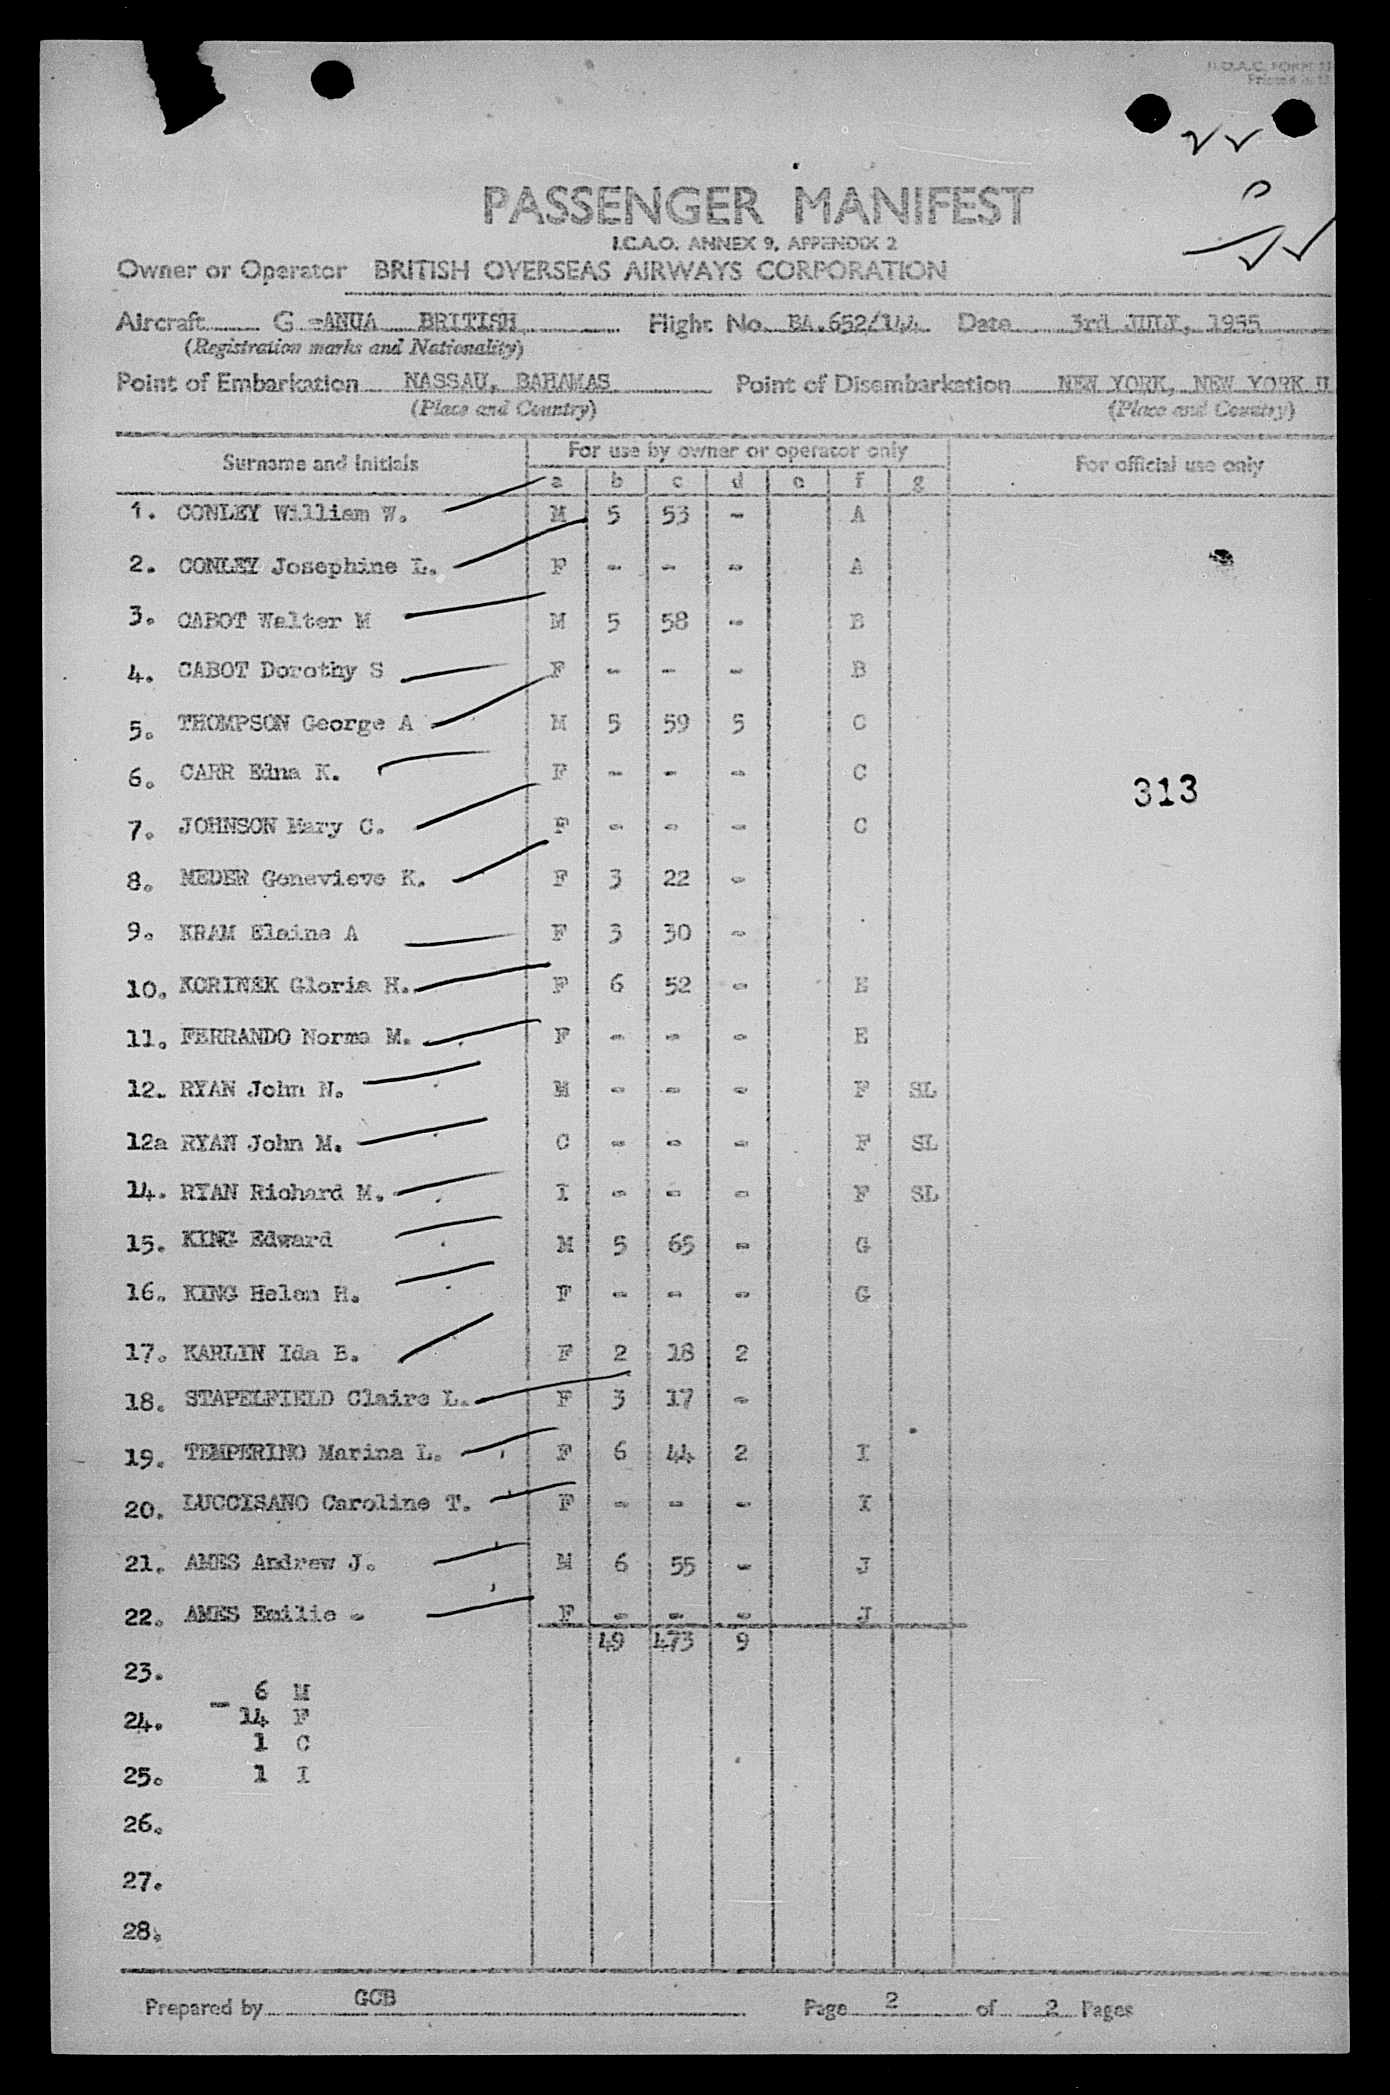 B.O.A.C. FORM
Printed in
PASSENGER MANIFEST
I.C.A.O. ANNEX 9, APPENDIX 2
Owner or Operator BRITISH OVERSEAS AIRWAYS CORPORATION
Aircraft G -ANUA BRITISH Flight No. BA.652/144 Date 3rd JULY, 1955
(Registration marks and Nationality)
Point of Embarkation NASSAU, BAHAMAS Point of Disembarkation NEW YORK, NEW YORK U
(Place and Country) (Place and Country)
Surname and Initials For use by owner or operator only For official use only
a b c d e f g
1. CONLEY William W. M 5 53 - A
2. CONLEY Josephine L. F - - - A
3. CABOT Walter M M 5 58 - B
4. CABOT Dorothy S F - - - B
5. THOMPSON George A M 5 59 5 C
6. CARR Edna K. F - - - C
313
7. JOHNSON Mary C. F - - - C
8. MEDER Genevieve K. F 3 22 -
9. KRAM Elaine A F 3 30 -
10. KORINEK Gloria H. F 6 52 - E
11. FERRANDO Norma M. F - - - E
12. RYAN John N. M - - - F SL
12a RYAN John M. C - - - F SL
14. RYAN Richard M. I - - - F SL
15. KING Edward M 5 65 - G
16. KING Helen H. F - - - G
17. KARLIN Ida B. F 2 18 2
18. STAPELFIELD Claire L. F 3 17 -
19. TEMPERINO Marina L. F 6 44 2 I
20. LUCCISANO Caroline T. F - - - I
21. AMES Andrew J. M 6 55 - J
22. AMES Emilie - F - - - J
49 473 9
23.
6 M
24. 14 F
1 C
25. 1 I
26.
27.
28.
Prepared by GCB Page 2 of 2 Pages